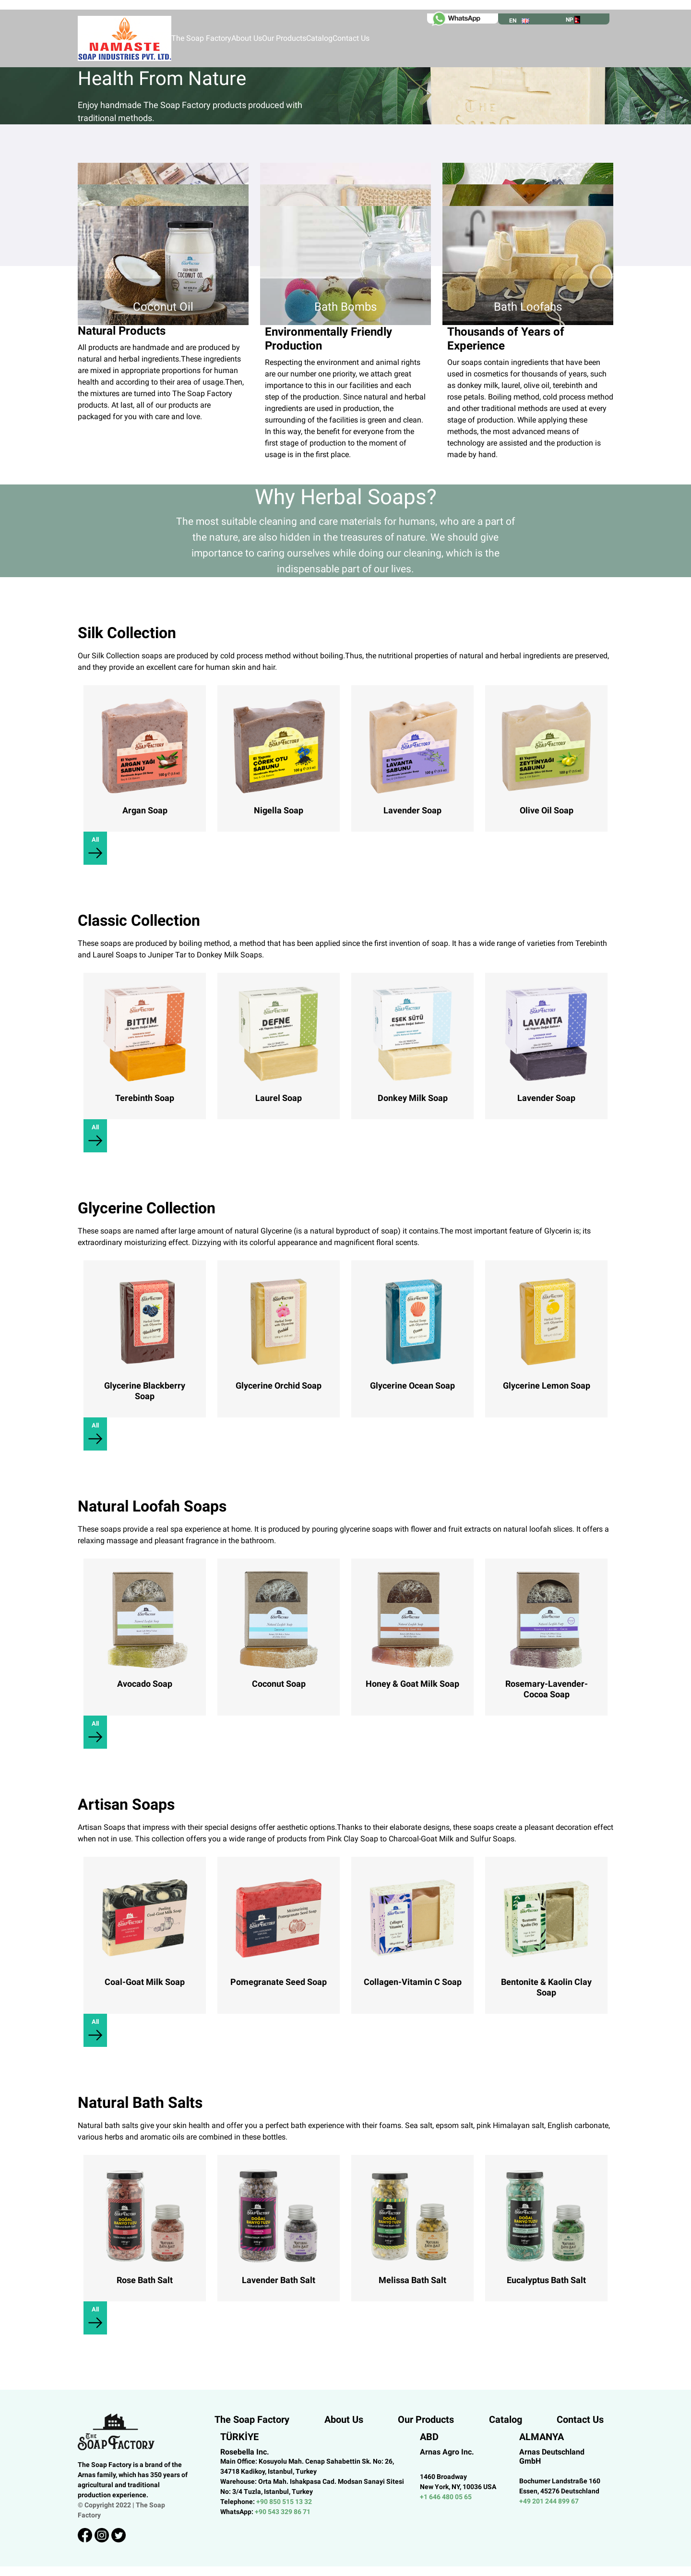 WhatsApp
EN
NP
NAMASTE
SOAP INDUSTRIES PVT. LTD.
The Soap Factory About Us Our Products Catalog Contact Us
Health From Nature
Enjoy handmade The Soap Factory products produced with
traditional methods.
COCONUT OIL
Coconut Oil
Bath Bombs
Bath Loofahs
Natural Products
All products are handmade and are produced by
natural and herbal ingredients.These ingredients
are mixed in appropriate proportions for human
health and according to their area of usage.Then,
the mixtures are turned into The Soap Factory
products. At last, all of our products are
packaged for you with care and love.
Environmentally Friendly
Production
Respecting the environment and animal rights
are our number one priority, we attach great
importance to this in our facilities and each
step of the production. Since natural and herbal
ingredients are used in production, the
surrounding of the facilities is green and clean.
In this way, the benefit for everyone from the
first stage of production to the moment of
usage is in the first place.
Thousands of Years of
Experience
Our soaps contain ingredients that have been
used in cosmetics for thousands of years, such
as donkey milk, laurel, olive oil, terebinth and
rose petals. Boiling method, cold process method
and other traditional methods are used at every
stage of production. While applying these
methods, the most advanced means of
technology are assisted and the production is
made by hand.
Why Herbal Soaps?
The most suitable cleaning and care materials for humans, who are a part of
the nature, are also hidden in the treasures of nature. We should give
importance to caring ourselves while doing our cleaning, which is the
indispensable part of our lives.
Silk Collection
Our Silk Collection soaps are produced by cold process method without boiling.Thus, the nutritional properties of natural and herbal ingredients are preserved,
and they provide an excellent care for human skin and hair.
ARGAN YAĞI
SABUNU
ÇÖREK OTU
SABUNU
LAVANTA
SABUNU
ZEYTİNYAĞI
SABUNU
Argan Soap
Nigella Soap
Lavender Soap
Olive Oil Soap
All
Classic Collection
These soaps are produced by boiling method, a method that has been applied since the first invention of soap. It has a wide range of varieties from Terebinth
and Laurel Soaps to Juniper Tar to Donkey Milk Soaps.
BITTIM
DEFNE
EŞEK SÜTÜ
LAVANTA
Terebinth Soap
Laurel Soap
Donkey Milk Soap
Lavender Soap
All
Glycerine Collection
These soaps are named after large amount of natural Glycerine (is a natural byproduct of soap) it contains.The most important feature of Glycerin is; its
extraordinary moisturizing effect. Dizzying with its colorful appearance and magnificent floral scents.
Glycerine Blackberry
Soap
Glycerine Orchid Soap
Glycerine Ocean Soap
Glycerine Lemon Soap
All
Natural Loofah Soaps
These soaps provide a real spa experience at home. It is produced by pouring glycerine soaps with flower and fruit extracts on natural loofah slices. It offers a
relaxing massage and pleasant fragrance in the bathroom.
Avocado Soap
Coconut Soap
Honey & Goat Milk Soap
Rosemary-Lavender-
Cocoa Soap
All
Artisan Soaps
Artisan Soaps that impress with their special designs offer aesthetic options.Thanks to their elaborate designs, these soaps create a pleasant decoration effect
when not in use. This collection offers you a wide range of products from Pink Clay Soap to Charcoal-Goat Milk and Sulfur Soaps.
Coal-Goat Milk Soap
Pomegranate Seed Soap
Collagen-Vitamin C Soap
Bentonite & Kaolin Clay
Soap
All
Natural Bath Salts
Natural bath salts give your skin health and offer you a perfect bath experience with their foams. Sea salt, epsom salt, pink Himalayan salt, English carbonate,
various herbs and aromatic oils are combined in these bottles.
Rose Bath Salt
Lavender Bath Salt
Melissa Bath Salt
Eucalyptus Bath Salt
All
THE
SOAP FACTORY
The Soap Factory is a brand of the
Arnas family, which has 350 years of
agricultural and traditional
production experience.
© Copyright 2022 | The Soap
Factory
The Soap Factory
About Us
Our Products
Catalog
Contact Us
TÜRKİYE
Rosebella Inc.
Main Office: Kosuyolu Mah. Cenap Sahabettin Sk. No: 26,
34718 Kadikoy, Istanbul, Turkey
Warehouse: Orta Mah. Ishakpasa Cad. Modsan Sanayi Sitesi
No: 3/4 Tuzla, Istanbul, Turkey
Telephone: +90 850 515 13 32
WhatsApp: +90 543 329 86 71
ABD
Arnas Agro Inc.
1460 Broadway
New York, NY, 10036 USA
+1 646 480 05 65
ALMANYA
Arnas Deutschland
GmbH
Bochumer Landstraße 160
Essen, 45276 Deutschland
+49 201 244 899 67